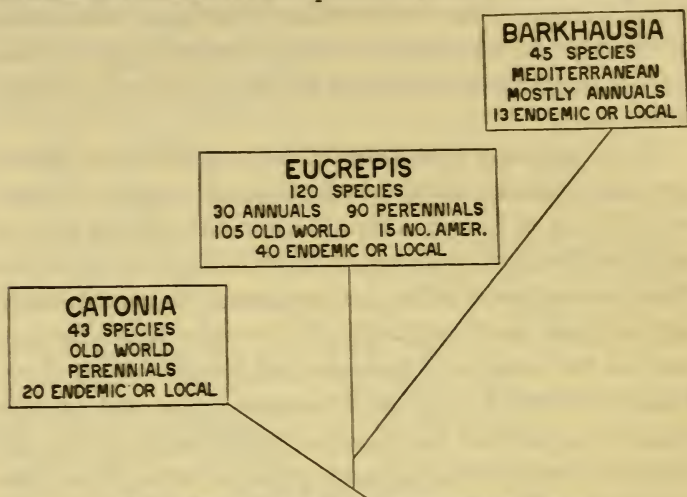 BARKHAUSIA
45 SPECIES
MEDITERRANEAN
MOSTLY ANNUALS
13 ENDEMIC OR LOCAL
EUCREPIS
120 SPECIES
30 ANNUALS 90 PERENNIALS
105 OLD WORLD 15 NO. AMER.
40 ENDEMIC OR LOCAL
CATONIA
43 SPECIES
OLD WORLD
PERENNIALS
20 ENDEMIC OR LOCAL